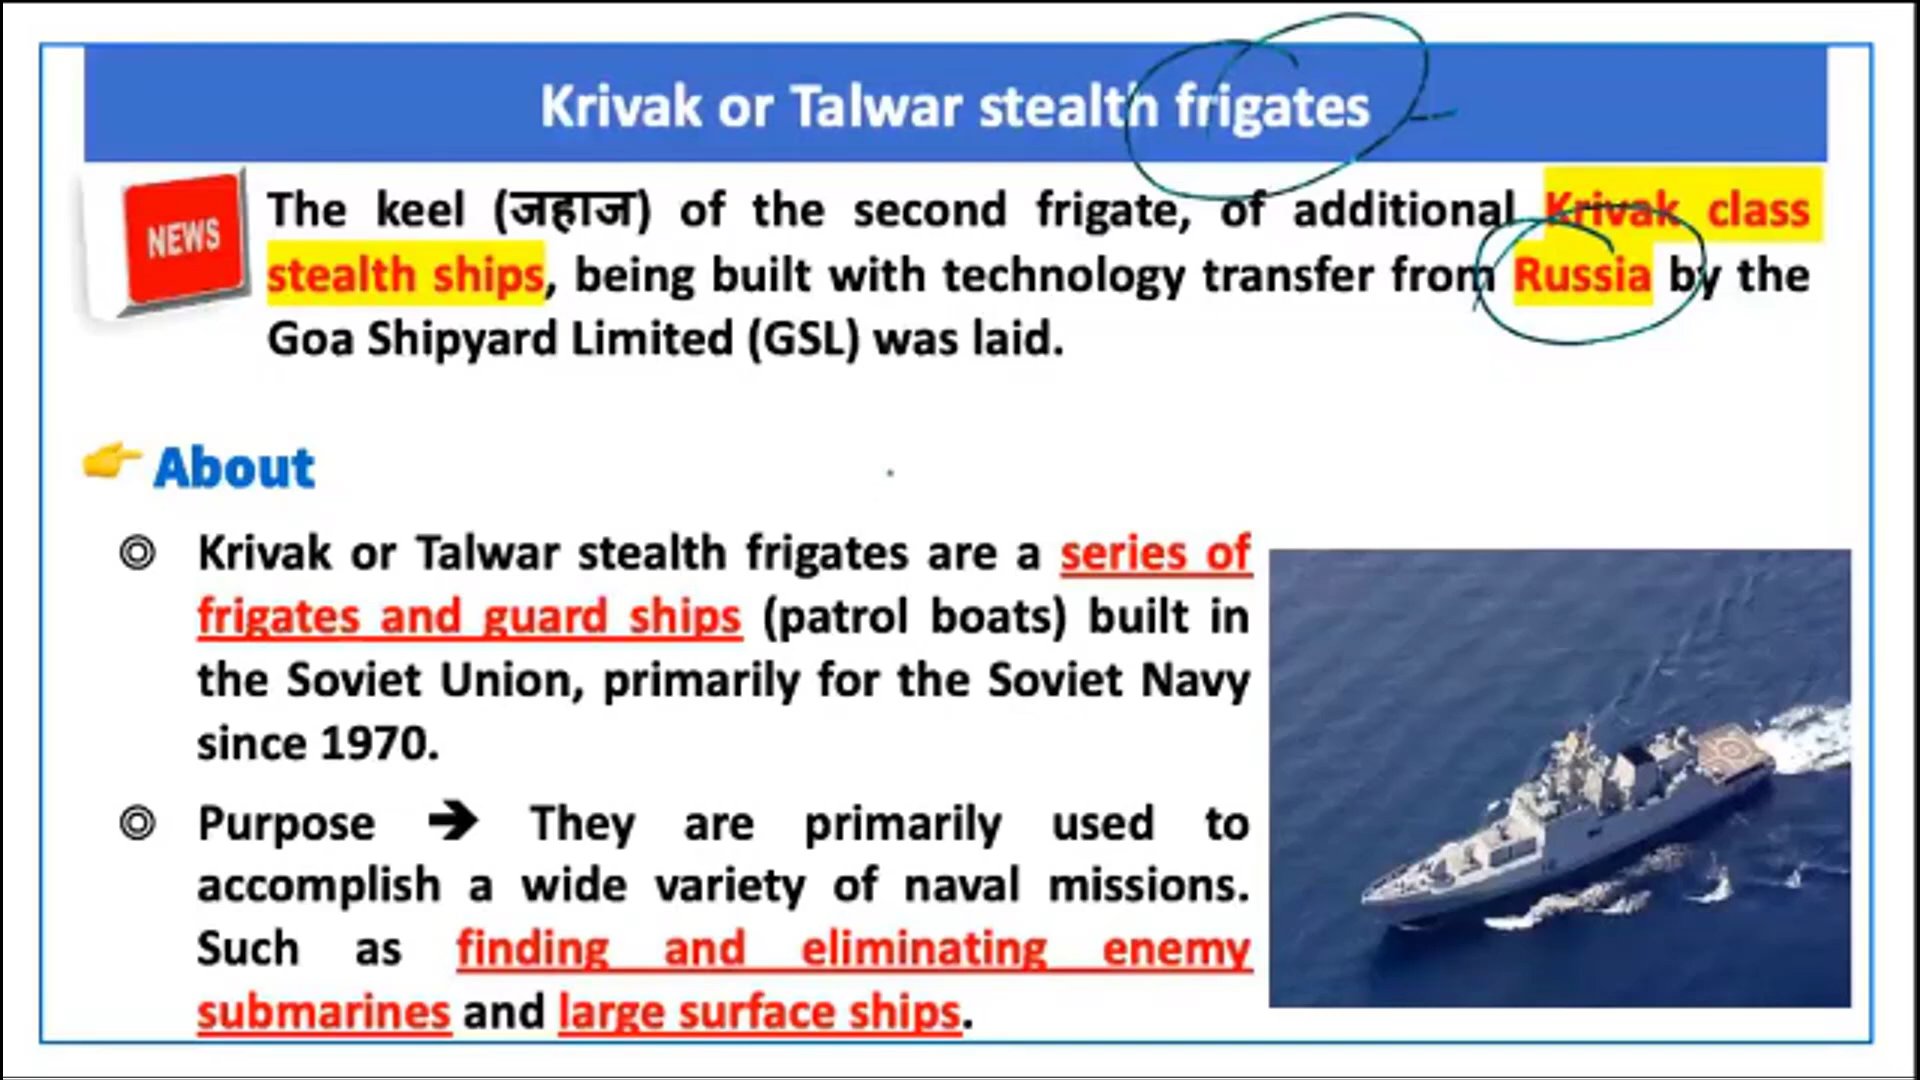 Krivak or Talwar stealth frigates
NEWS
The keel (जहाज) of the second frigate, of additional Krivak class
stealth ships, being built with technology transfer from Russia by the
Goa Shipyard Limited (GSL) was laid.
About
Krivak or Talwar stealth frigates are a series of
frigates and guard ships (patrol boats) built in
the Soviet Union, primarily for the Soviet Navy
since 1970.
Purpose ➔ They are primarily used to
accomplish a wide variety of naval missions.
Such as finding and eliminating enemy
submarines and large surface ships.